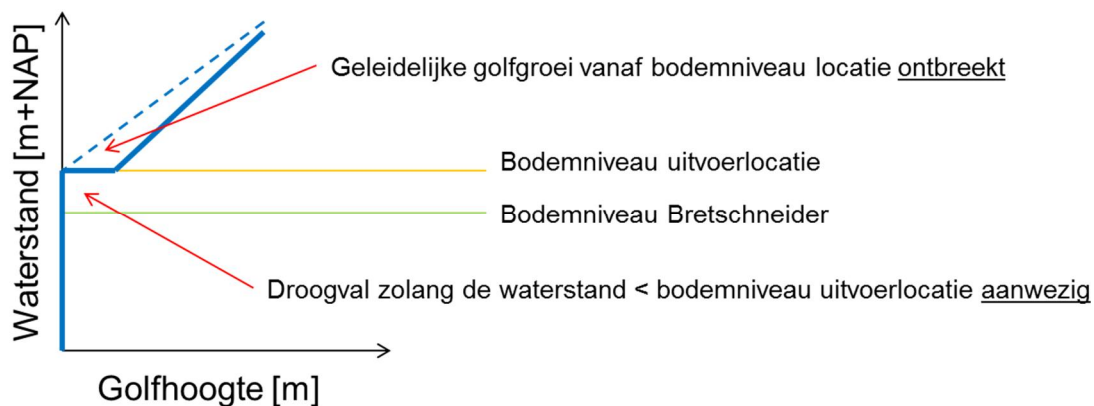 Waterstand [m+NAP]
Geleidelijke golfgroei vanaf bodemniveau locatie ontbreekt
Bodemniveau uitvoerlocatie
Bodemniveau Bretschneider
Droogval zolang de waterstand < bodemniveau uitvoerlocatie aanwezig
Golfhoogte [m]